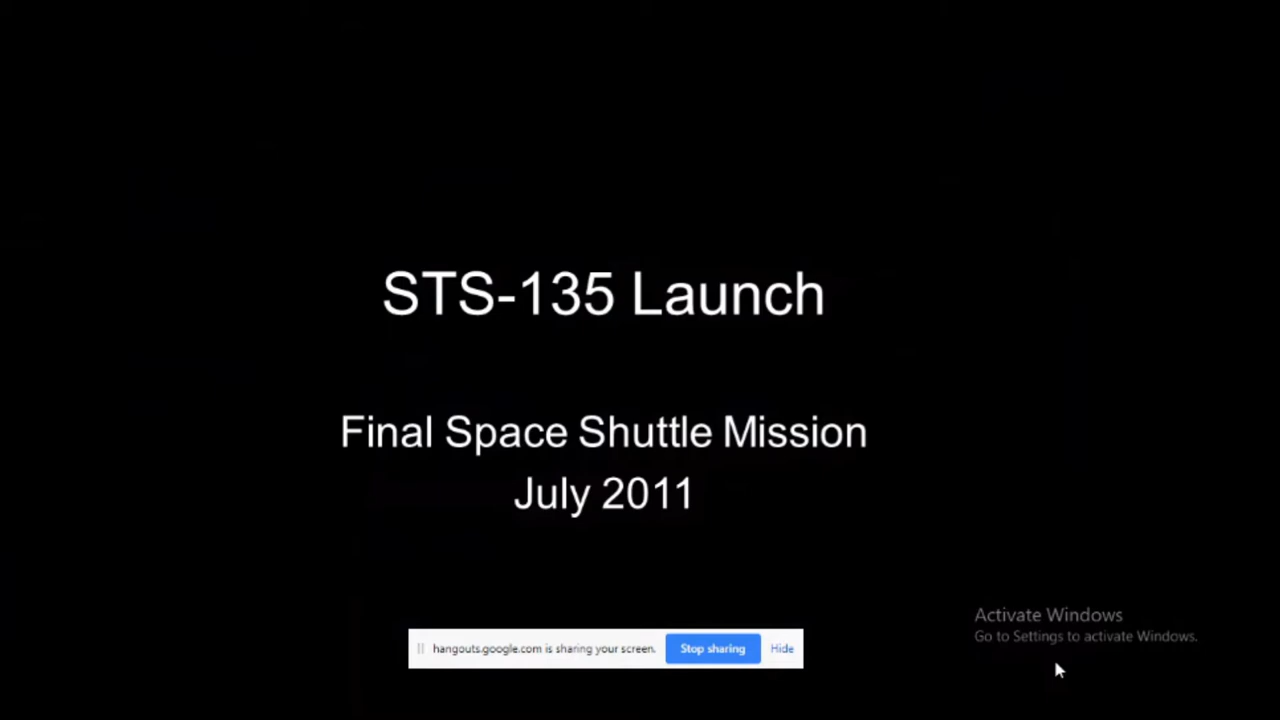 STS-135 Launch
Final Space Shuttle Mission
July 2011
Activate Windows
Go to Settings to activate Windows.
hangouts.google.com is sharing your screen.
Stop sharing
Hide